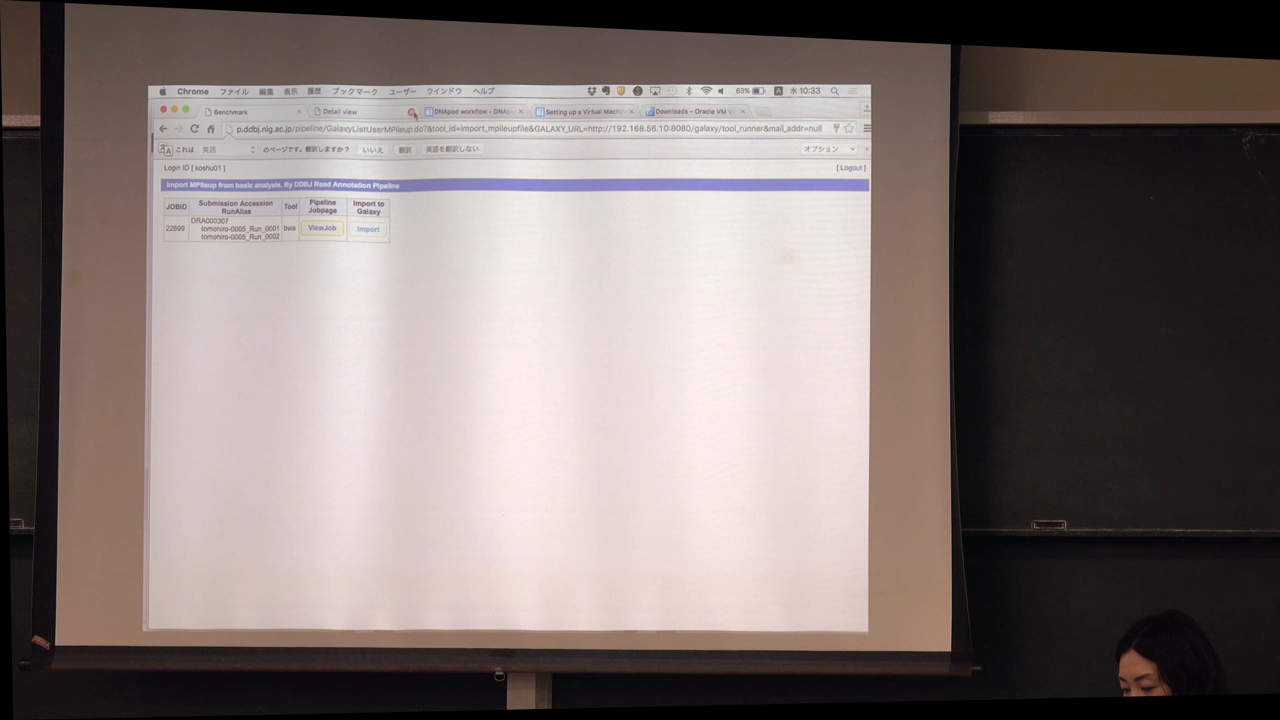 Chrome ファイル 編集 表示 履歴 ブックマーク ユーザー ウインドウ ヘルプ 63% A 水 10:33
Benchmark Detail view DNApod workflow - DNApo Setting up a Virtual Machi Downloads – Oracle VM
p.ddbj.nig.ac.jp/pipeline/GalaxyListUserMPileup.do?&tool_id=import_mpileupfile&GALAXY_URL=http://192.168.56.10:8080/galaxy/tool_runner&mail_addr=null
これは 英語 のページです。翻訳しますか? いいえ 翻訳 英語を翻訳しない オプション
Login ID [ koshu01 ] [ Logout ]
Import MPileup from basic analysis. By DDBJ Read Annotation Pipeline
JOBID Submission Accession RunAlias Tool Pipeline Jobpage Import to Galaxy
22699 DRA000307 tomohiro-0005_Run_0001 tomohiro-0005_Run_0002 bwa ViewJob Import